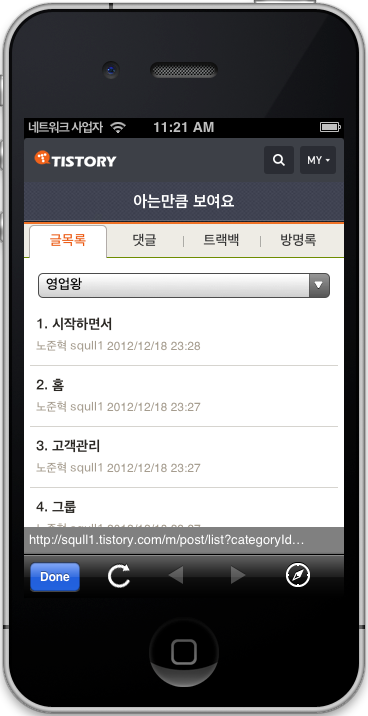 네트워크 사업자 11:21 AM
TISTORY MY
아는만큼 보여요
글목록 댓글 트랙백 방명록
영업왕
1. 시작하면서
노준혁 squll1 2012/12/18 23:28
2. 홈
노준혁 squll1 2012/12/18 23:27
3. 고객관리
노준혁 squll1 2012/12/18 23:27
4. 그룹
http://squll1.tistory.com/m/post/list?categoryId...
Done